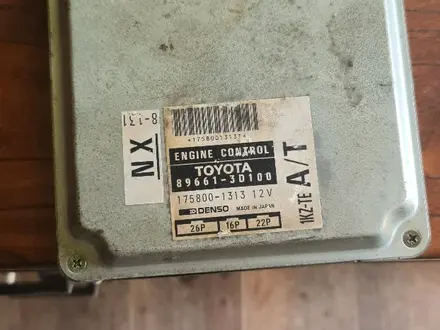 8-131
NX
*175800131314
ENGINE CONTROL
TOYOTA
89661-3D100
175800-1313 12V
DENSO MADE IN JAPAN
26P 16P 22P
1KZ-TE A/T